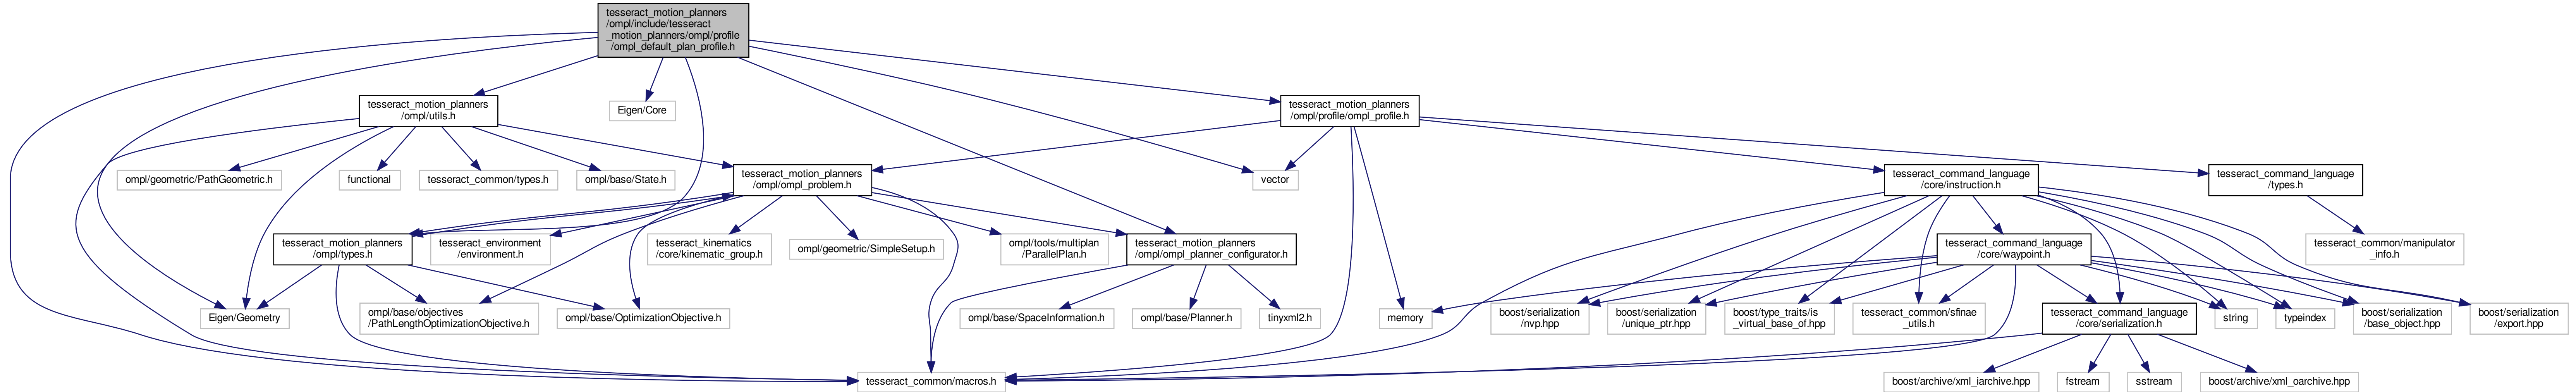 tesseract_motion_planners
/ompl/include/tesseract
_motion_planners/ompl/profile
/ompl_default_plan_profile.h
tesseract_motion_planners
/ompl/utils.h
Eigen/Core
tesseract_motion_planners
/ompl/profile/ompl_profile.h
ompl/geometric/PathGeometric.h
functional
tesseract_common/types.h
ompl/base/State.h
tesseract_motion_planners
/ompl/ompl_problem.h
vector
tesseract_command_language
/core/instruction.h
tesseract_command_language
/types.h
tesseract_motion_planners
/ompl/types.h
tesseract_environment
/environment.h
tesseract_kinematics
/core/kinematic_group.h
ompl/geometric/SimpleSetup.h
ompl/tools/multiplan
/ParallelPlan.h
tesseract_motion_planners
/ompl/ompl_planner_configurator.h
tesseract_command_language
/core/waypoint.h
tesseract_common/manipulator
_info.h
Eigen/Geometry
ompl/base/objectives
/PathLengthOptimizationObjective.h
ompl/base/OptimizationObjective.h
ompl/base/SpaceInformation.h
ompl/base/Planner.h
tinyxml2.h
memory
boost/serialization
/nvp.hpp
boost/serialization
/unique_ptr.hpp
boost/type_traits/is
_virtual_base_of.hpp
tesseract_common/sfinae
_utils.h
tesseract_command_language
/core/serialization.h
string
typeindex
boost/serialization
/base_object.hpp
boost/serialization
/export.hpp
tesseract_common/macros.h
boost/archive/xml_iarchive.hpp
fstream
sstream
boost/archive/xml_oarchive.hpp